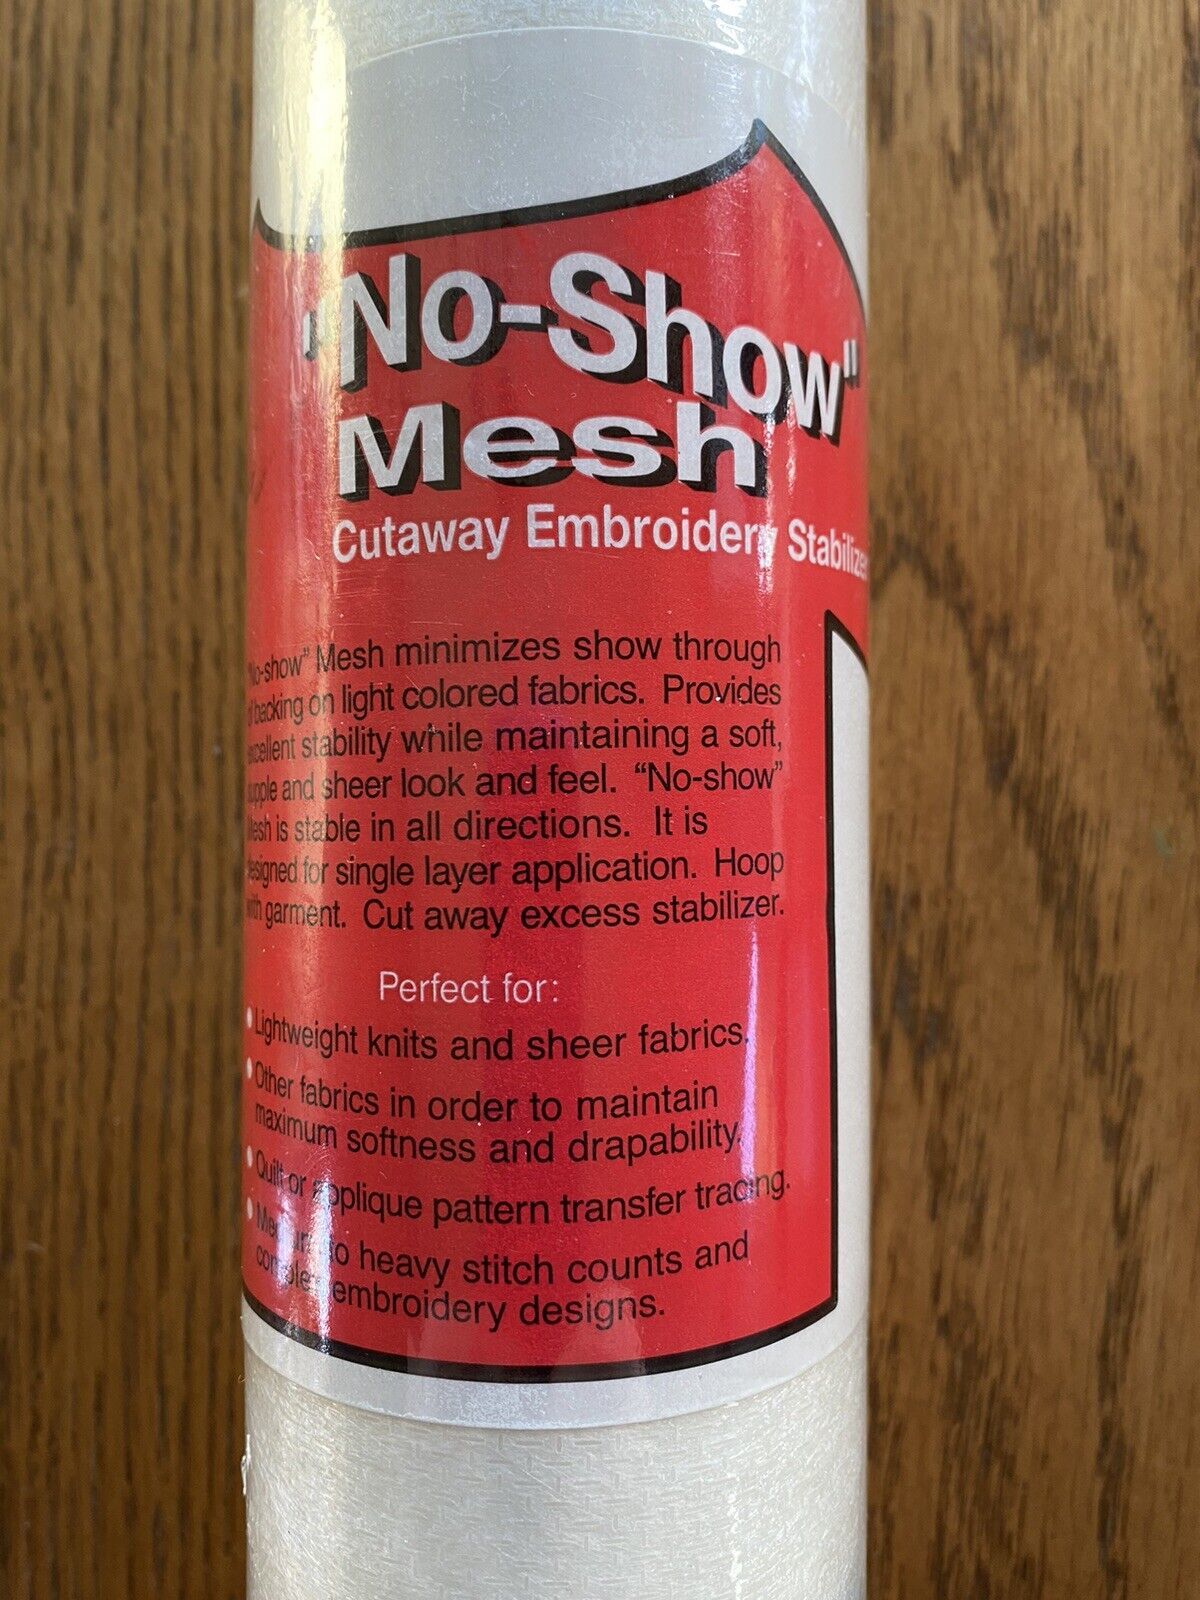 "No-Show"
Mesh
Cutaway Embroidery Stabilizer
"No-show" Mesh minimizes show through
of backing on light colored fabrics. Provides
excellent stability while maintaining a soft,
supple and sheer look and feel. “No-show”
Mesh is stable in all directions. It is
designed for single layer application. Hoop
with garment. Cut away excess stabilizer.
Perfect for:
• Lightweight knits and sheer fabrics.
• Other fabrics in order to maintain
maximum softness and drapability.
• Quilt or applique pattern transfer tracing.
• Medium to heavy stitch counts and
complex embroidery designs.